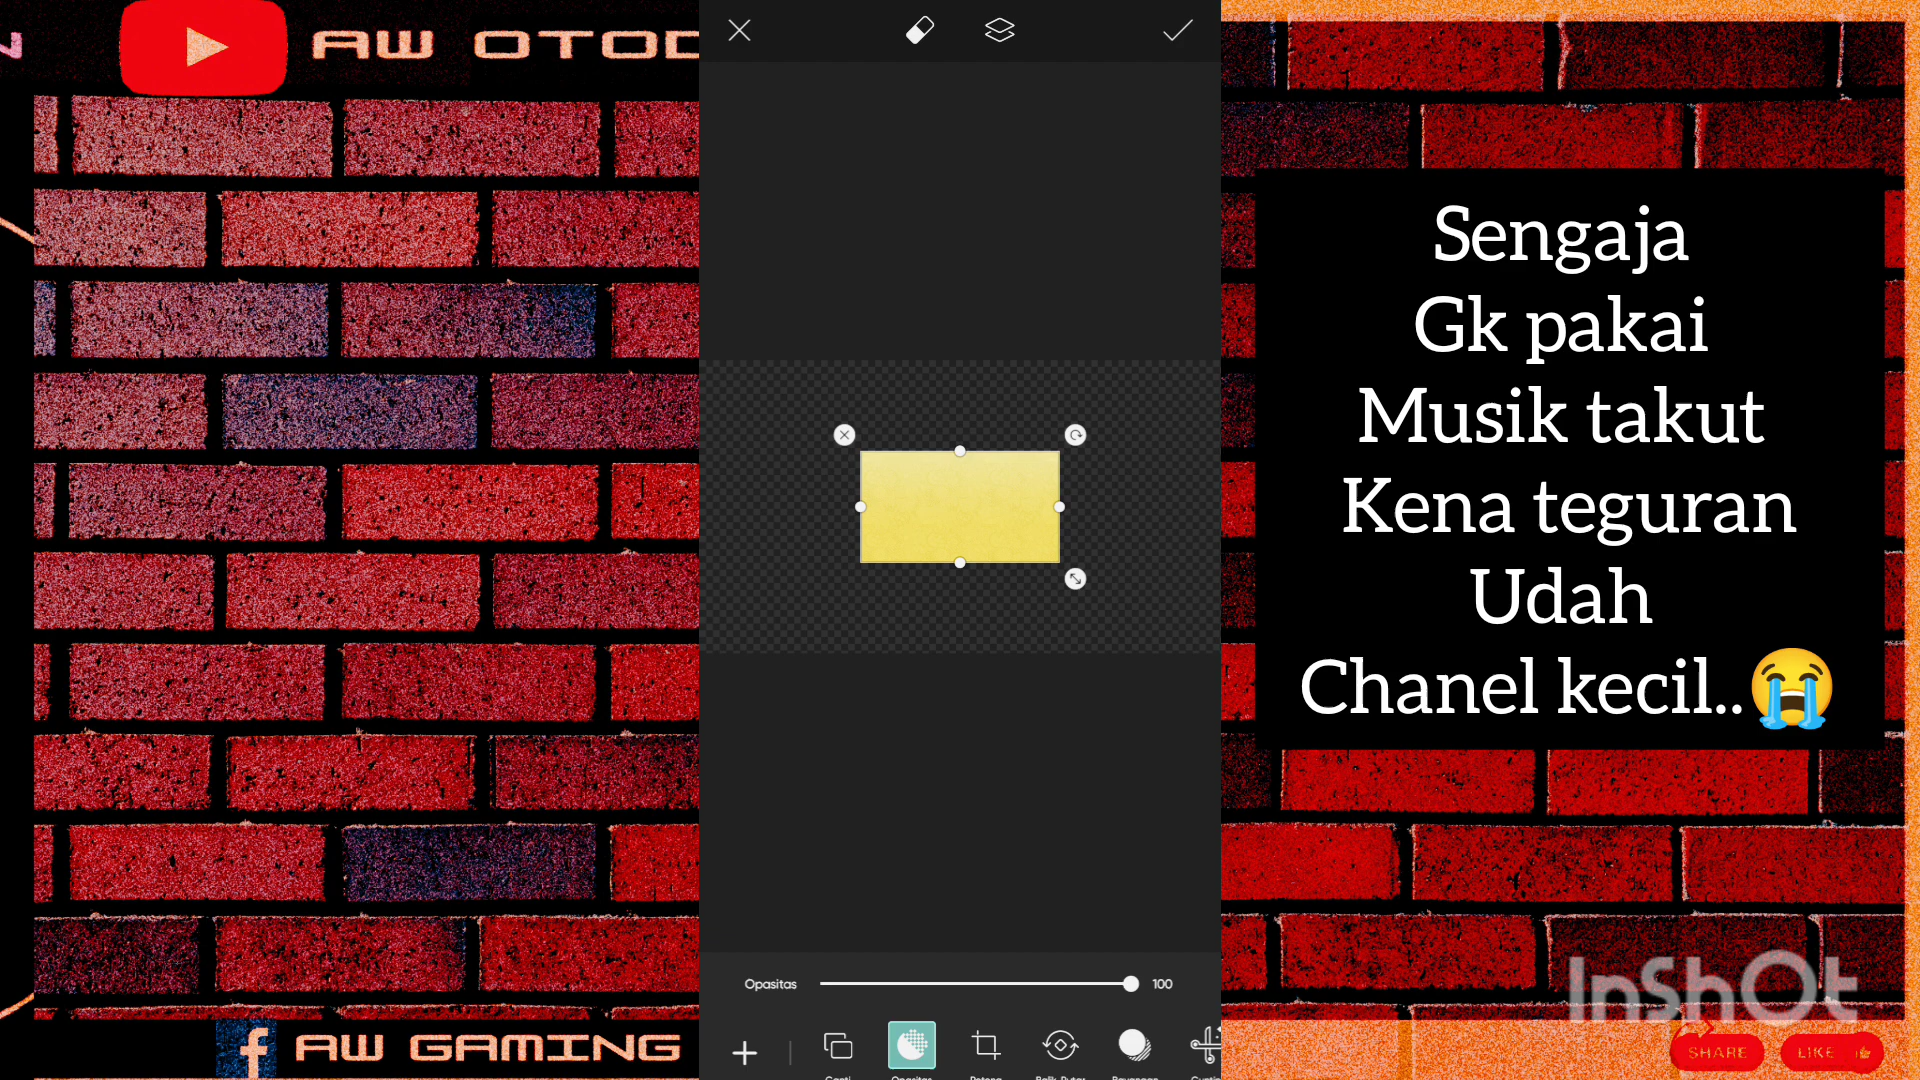 AW OTOD
Sengaja
Gk pakai
Musik takut
Kena teguran
Udah
Chanel kecil..😭
Opasitas 100
AW GAMING
InShOt
SHARE
LIKE